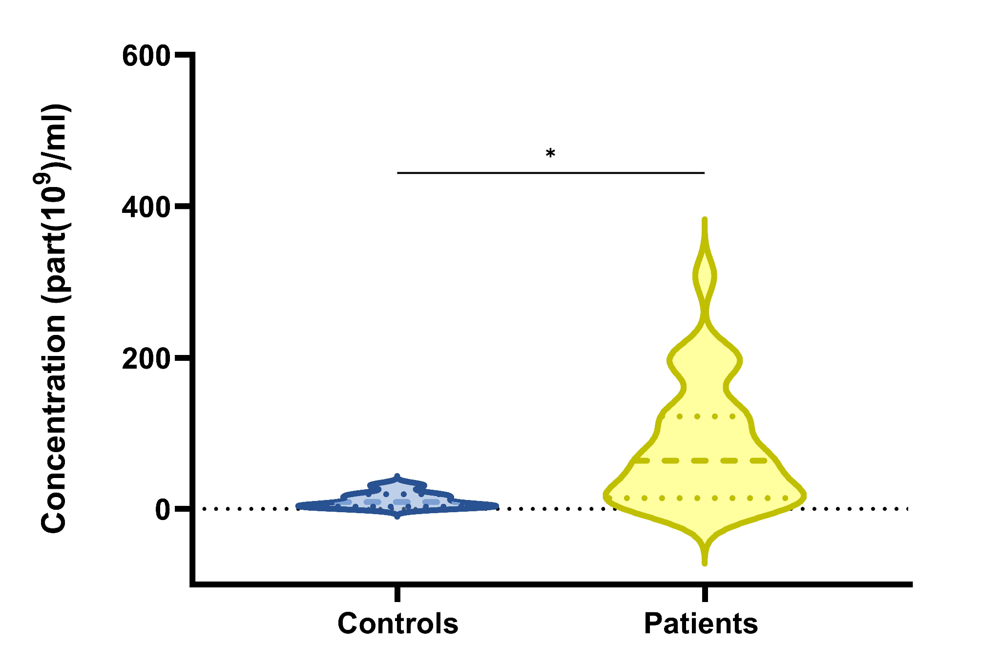 600
400
200
0
Concentration (part(10⁹)/ml)
*
Controls
Patients